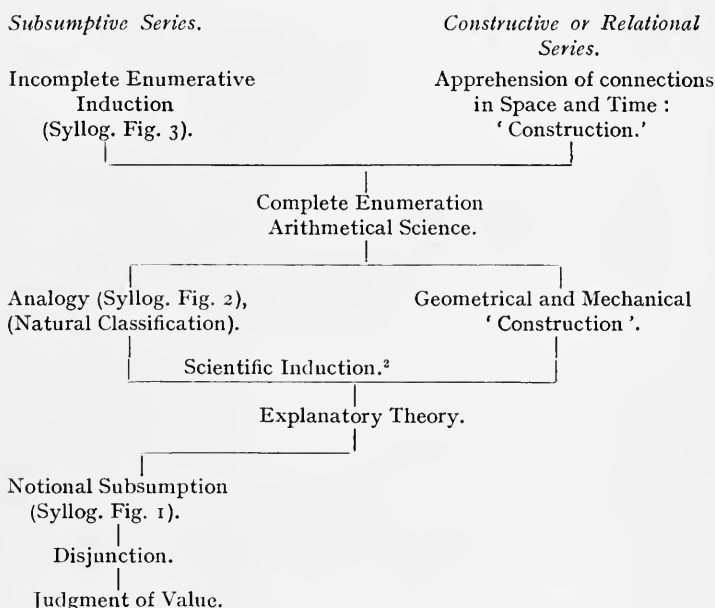 Subsumptive Series.
Constructive or Relational
Series.
Incomplete Enumerative
Induction
(Syllog. Fig. 3).
Apprehension of connections
in Space and Time :
‘ Construction.’
Complete Enumeration
Arithmetical Science.
Analogy (Syllog. Fig. 2),
(Natural Classification).
Geometrical and Mechanical
‘ Construction ’.
Scientific Induction.²
Explanatory Theory.
Notional Subsumption
(Syllog. Fig. 1).
Disjunction.
Judgment of Value.